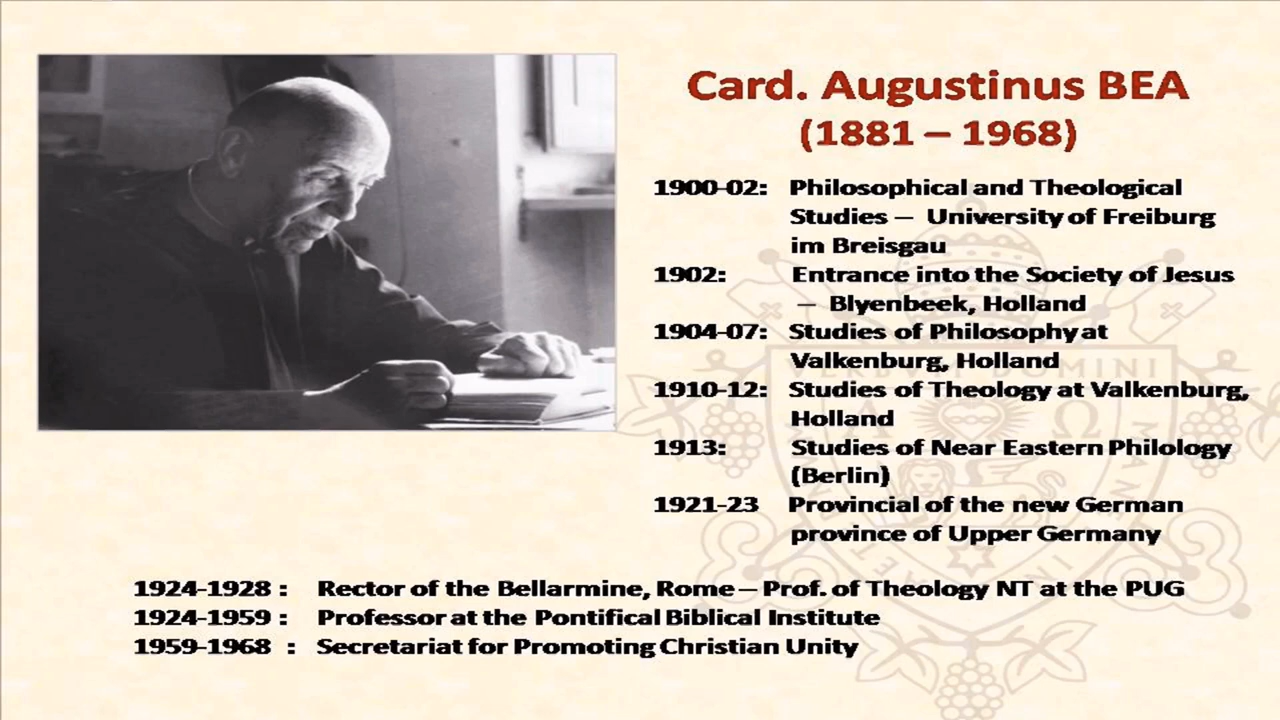 Card. Augustinus BEA
(1881 – 1968)
1900-02: Philosophical and Theological
Studies – University of Freiburg
im Breisgau
1902: Entrance into the Society of Jesus
– Blyenbeek, Holland
1904-07: Studies of Philosophy at
Valkenburg, Holland
1910-12: Studies of Theology at Valkenburg,
Holland
1913: Studies of Near Eastern Philology
(Berlin)
1921-23 Provincial of the new German
province of Upper Germany
1924-1928 : Rector of the Bellarmine, Rome – Prof. of Theology NT at the PUG
1924-1959 : Professor at the Pontifical Biblical Institute
1959-1968 : Secretariat for Promoting Christian Unity